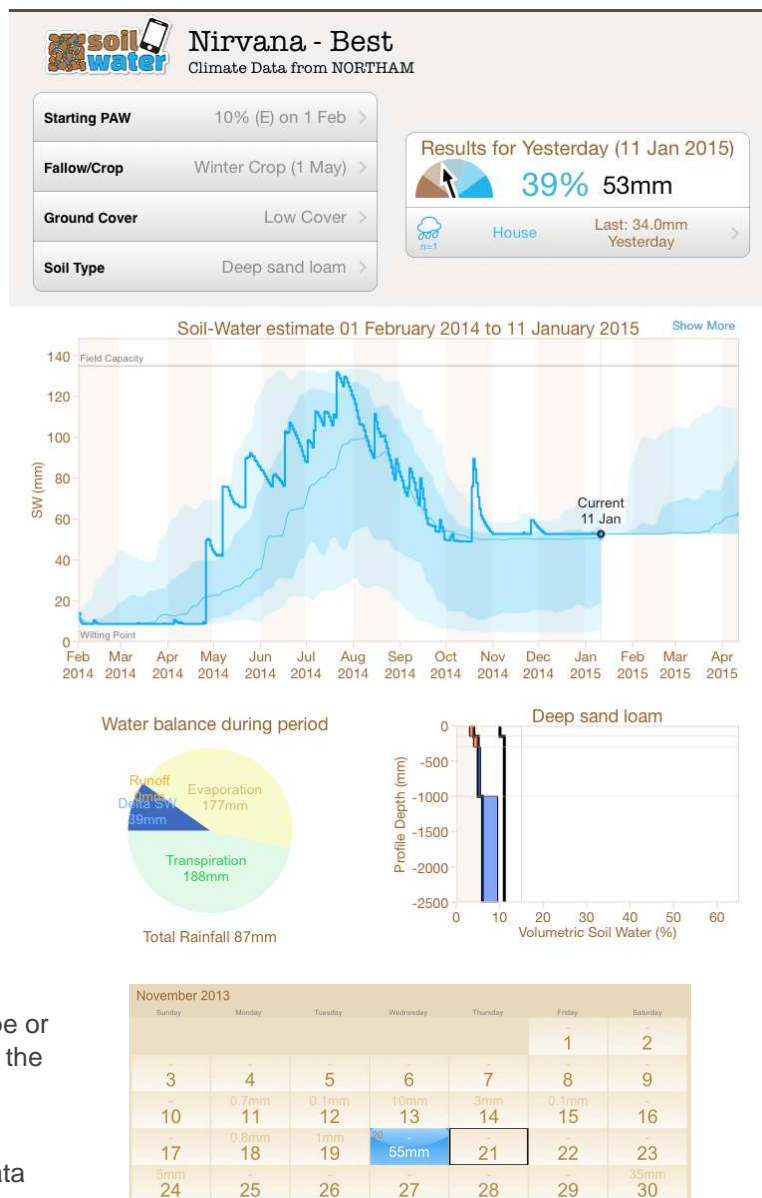 soil water
Nirvana - Best
Climate Data from NORTHAM
Starting PAW 10% (E) on 1 Feb
Fallow/Crop Winter Crop (1 May)
Ground Cover Low Cover
Soil Type Deep sand loam
Results for Yesterday (11 Jan 2015)
39% 53mm
n=1 House Last: 34.0mm
Yesterday
Soil-Water estimate 01 February 2014 to 11 January 2015 Show More
SW (mm)
140 Field Capacity
120
100
80
60
40
20
0 Wilting Point
Current
11 Jan
Feb Mar Apr May Jun Jul Aug Sep Oct Nov Dec Jan Feb Mar Apr
2014 2014 2014 2014 2014 2014 2014 2014 2014 2014 2014 2015 2015 2015 2015
Water balance during period
Runoff
0mm
Delta SW
39mm
Evaporation
177mm
Transpiration
188mm
Total Rainfall 87mm
Deep sand loam
Profile Depth (mm)
0
-500
-1000
-1500
-2000
-2500
0 10 20 30 40 50 60
Volumetric Soil Water (%)
pe or
the
ata
November 2013
Sunday Monday Tuesday Wednesday Thursday Friday Saturday
- -
1 2
- - - - - - -
3 4 5 6 7 8 9
- 0.7mm 0.1mm 10mm 3mm 0.1mm -
10 11 12 13 14 15 16
- 0.8mm 1mm 20 - - - -
17 18 19 55mm 21 22 23
5mm - - - - - 35mm
24 25 26 27 28 29 30